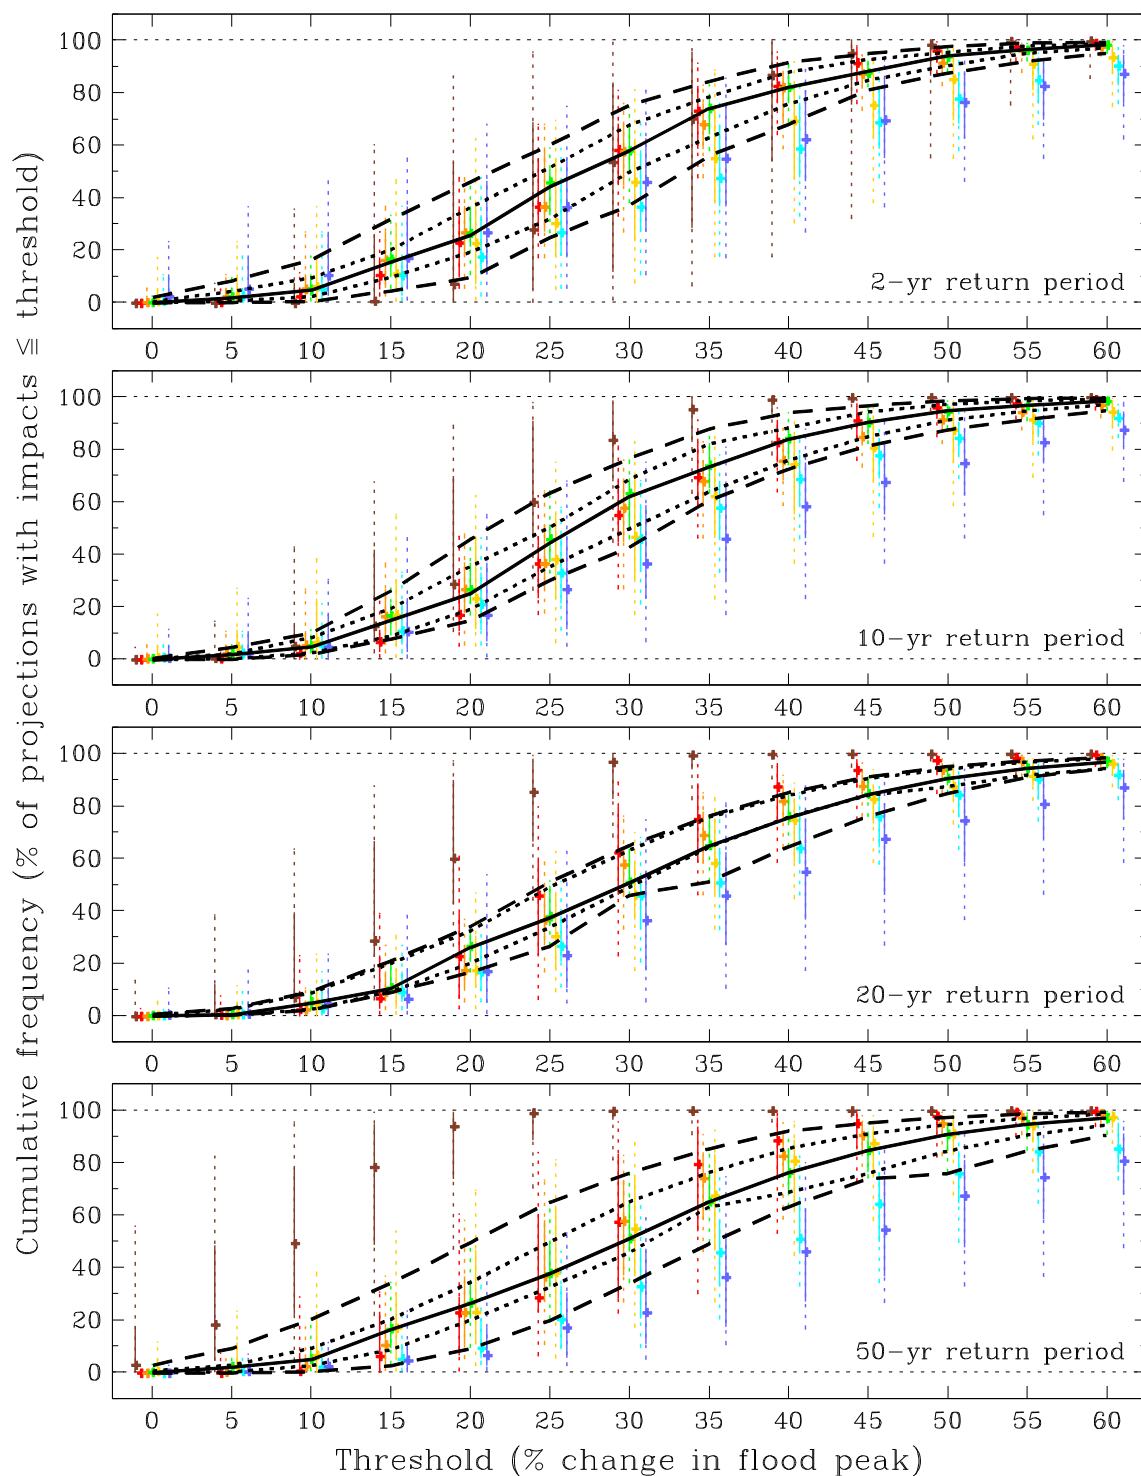 Cumulative frequency (% of projections with impacts ≦ threshold)
100
80
60
40
20
0
2-yr return period
0 5 10 15 20 25 30 35 40 45 50 55 60
100
80
60
40
20
0
10-yr return period
0 5 10 15 20 25 30 35 40 45 50 55 60
100
80
60
40
20
0
20-yr return period
0 5 10 15 20 25 30 35 40 45 50 55 60
100
80
60
40
20
0
50-yr return period
0 5 10 15 20 25 30 35 40 45 50 55 60
Threshold (% change in flood peak)